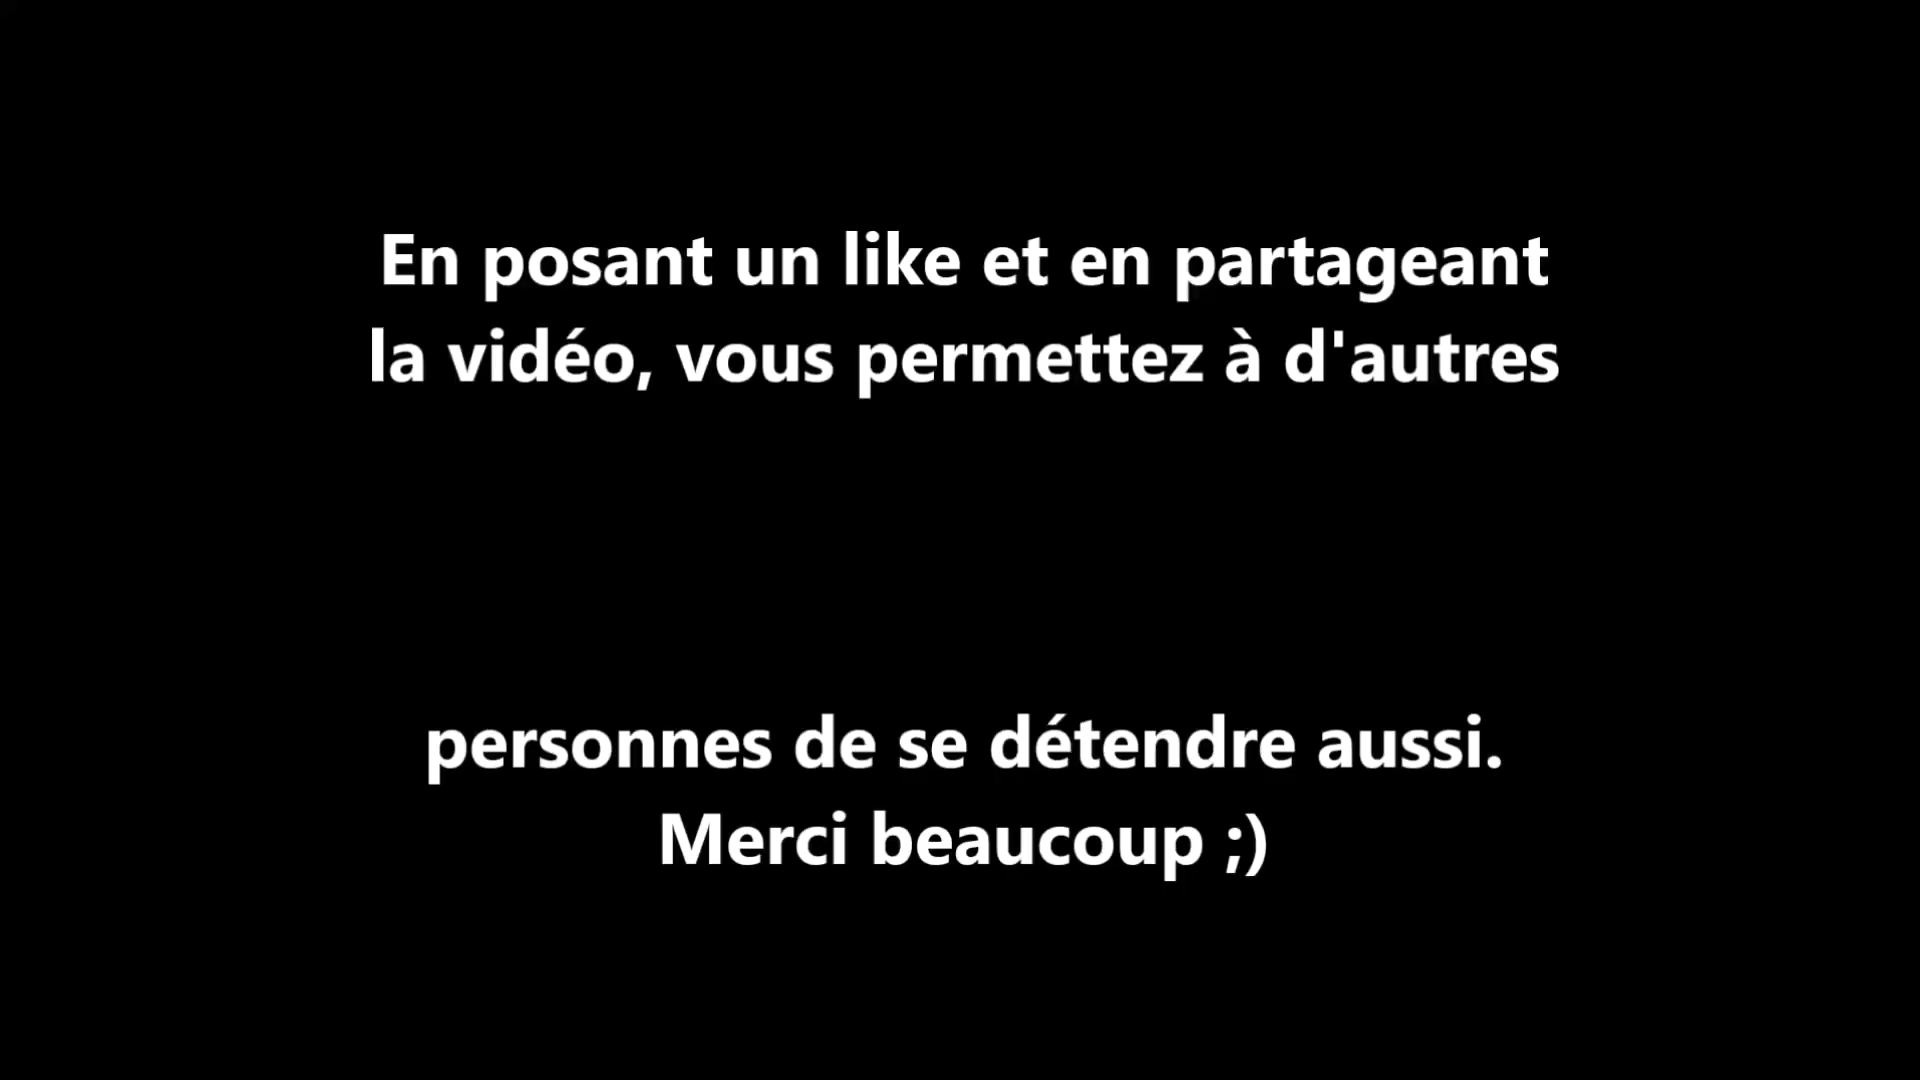 En posant un like et en partageant
la vidéo, vous permettez à d'autres
personnes de se détendre aussi.
Merci beaucoup ;)